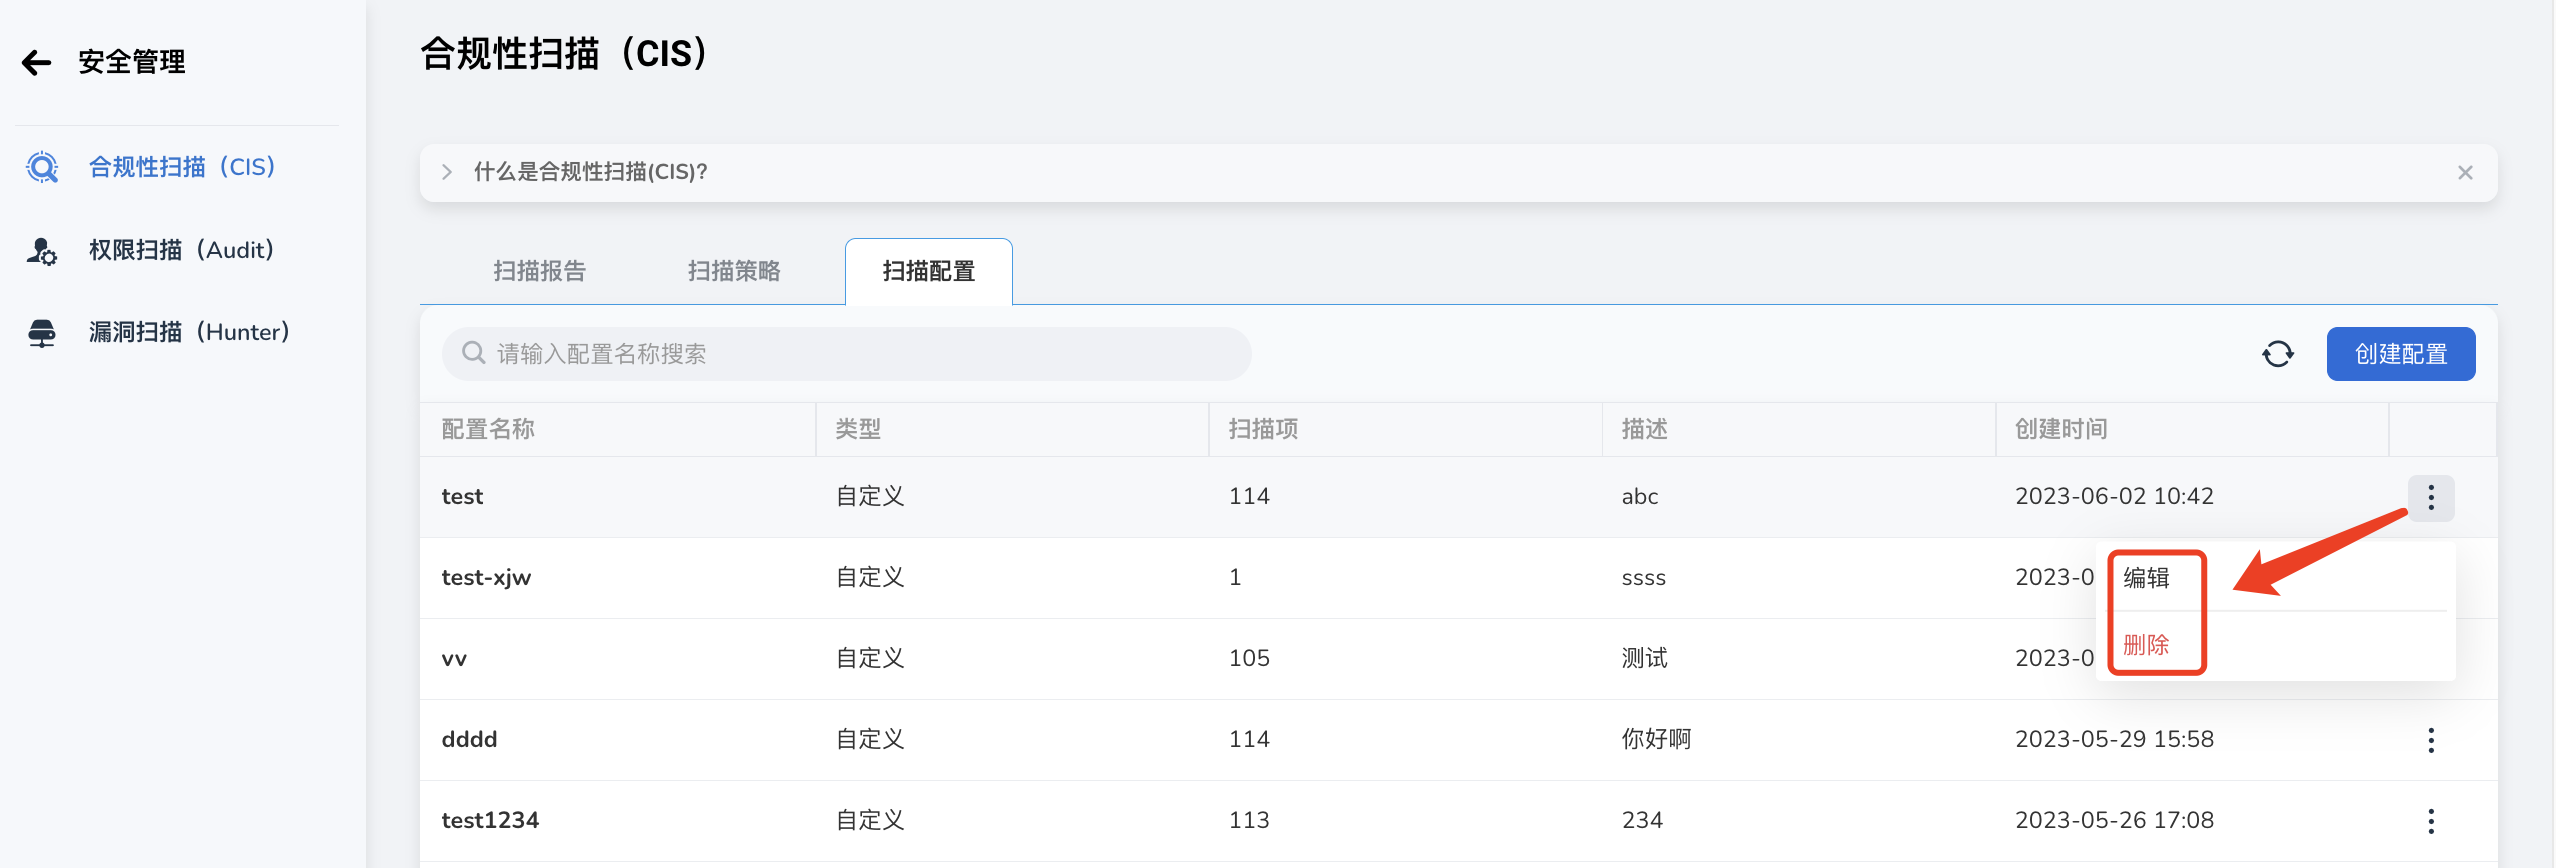 安全管理
合规性扫描（CIS）
权限扫描（Audit）
漏洞扫描（Hunter）
合规性扫描（CIS）
什么是合规性扫描(CIS)?
扫描报告 扫描策略 扫描配置
请输入配置名称搜索 创建配置
配置名称 类型 扫描项 描述 创建时间
test 自定义 114 abc 2023-06-02 10:42
test-xjw 自定义 1 ssss 2023-0
编辑
vv 自定义 105 测试 2023-0
删除
dddd 自定义 114 你好啊 2023-05-29 15:58
test1234 自定义 113 234 2023-05-26 17:08